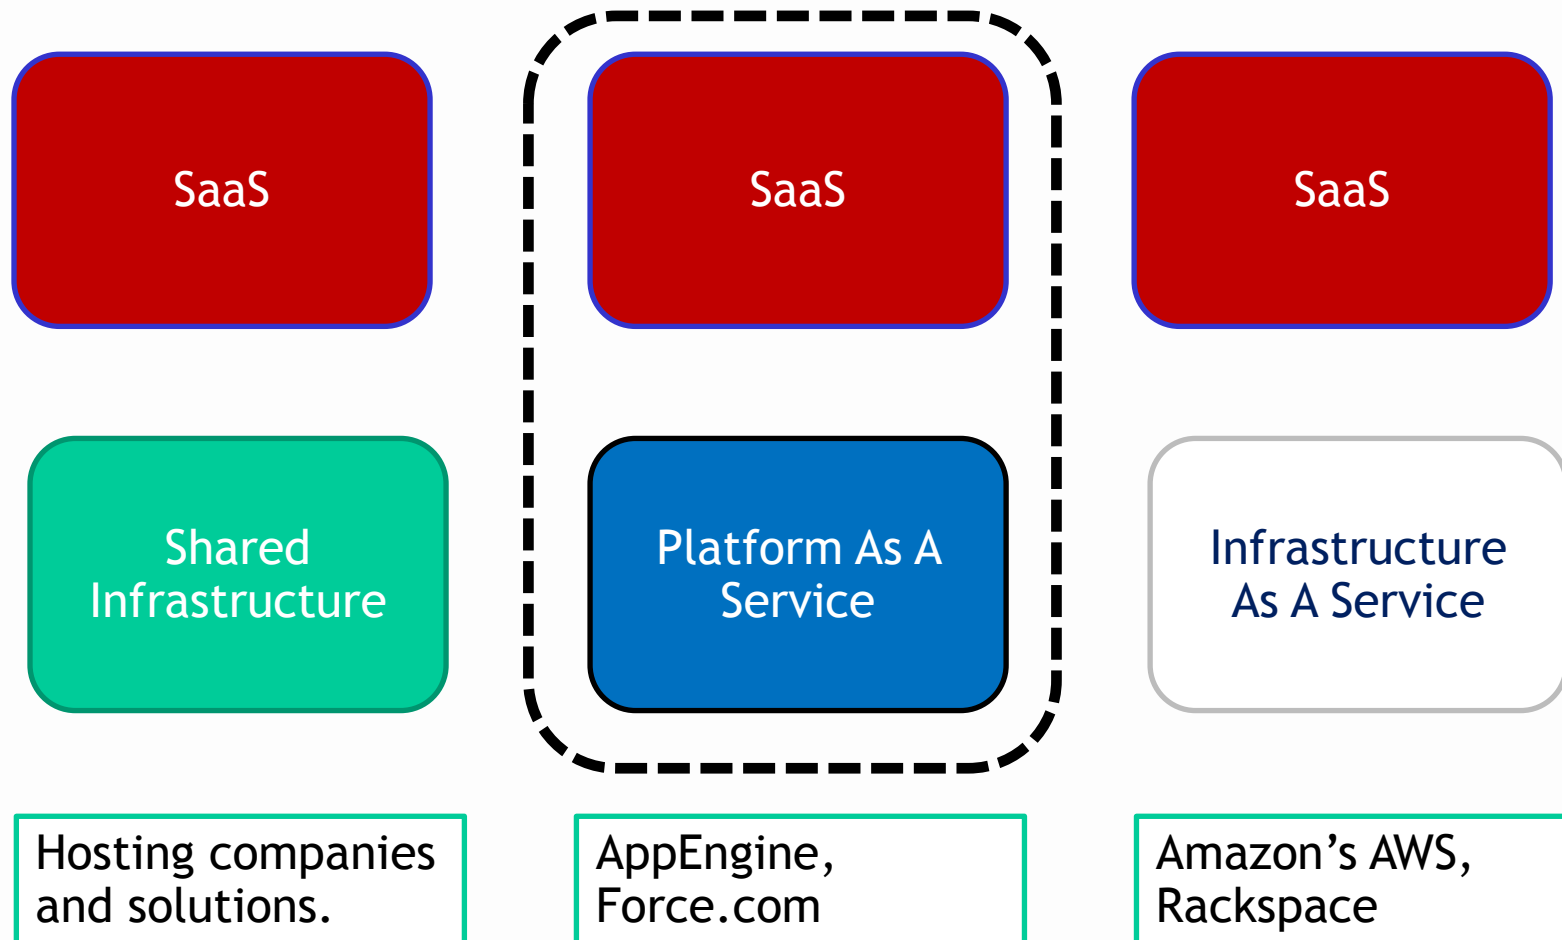 SaaS
SaaS
SaaS
Shared
Infrastructure
Platform As A
Service
Infrastructure
As A Service
Hosting companies
and solutions.
AppEngine,
Force.com
Amazon’s AWS,
Rackspace